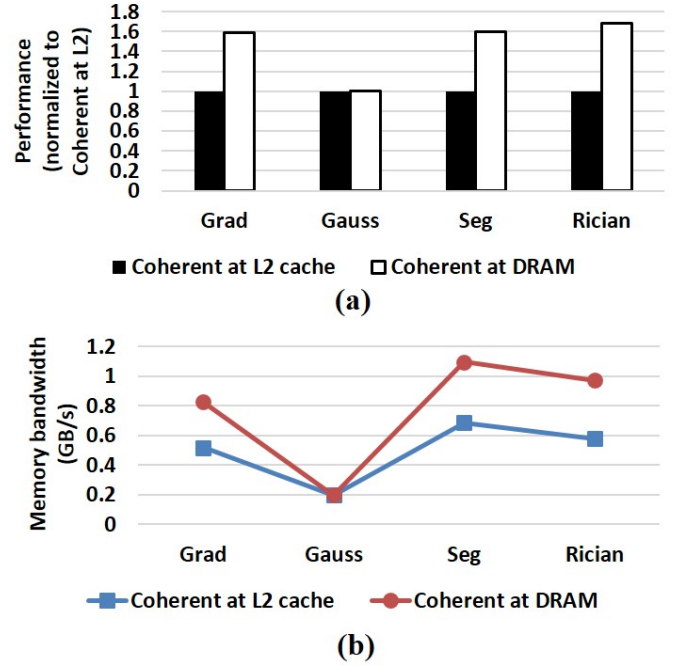 Performance
(normalized to
Coherent at L2)
1.8
1.6
1.4
1.2
1
0.8
0.6
0.4
0.2
0
Grad Gauss Seg Rician
Coherent at L2 cache Coherent at DRAM
(a)
Memory bandwidth
(GB/s)
1.2
1
0.8
0.6
0.4
0.2
0
Grad Gauss Seg Rician
Coherent at L2 cache Coherent at DRAM
(b)